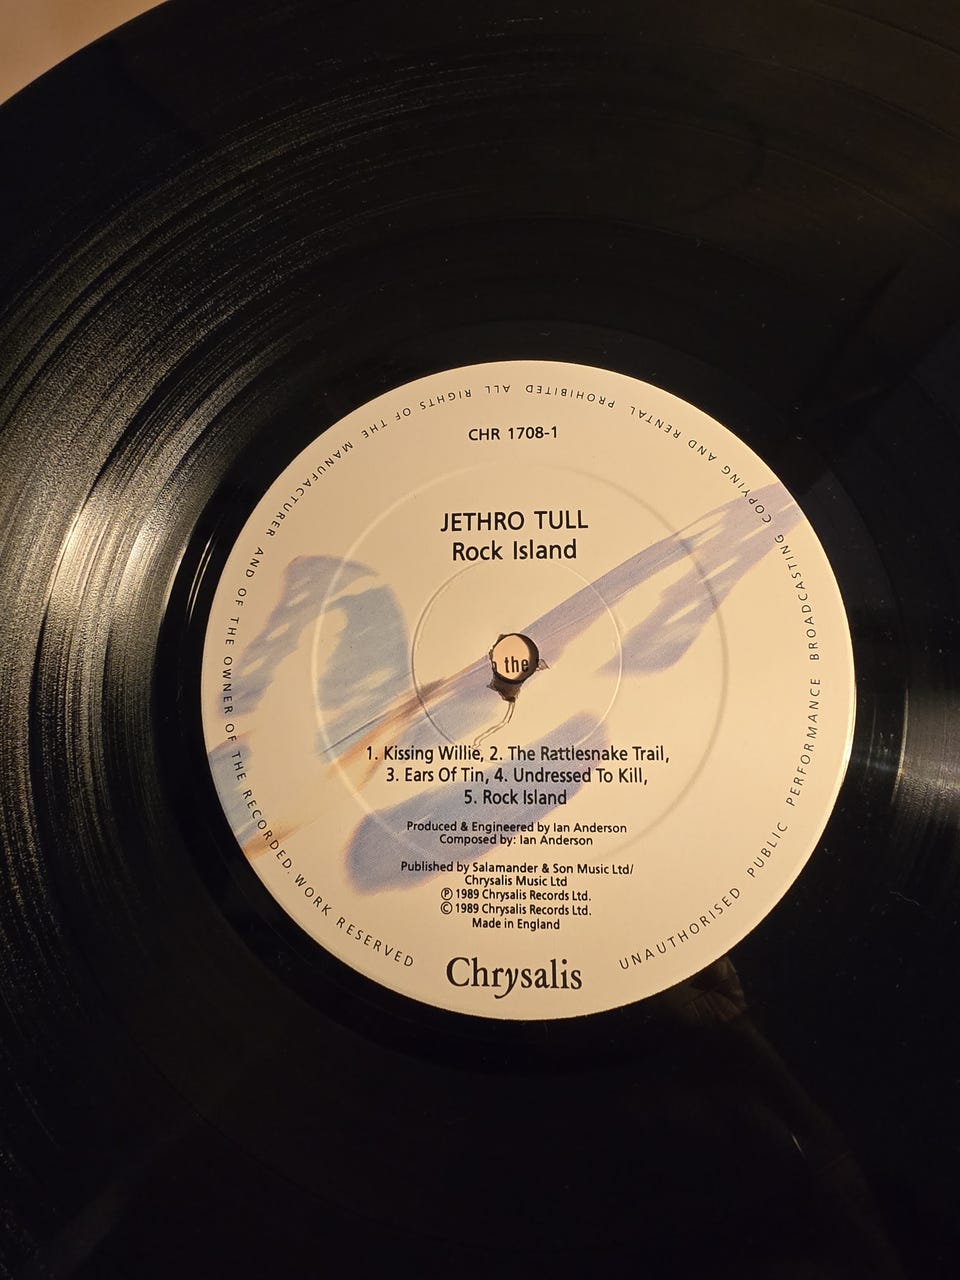 CHR 1708-1
JETHRO TULL
Rock Island
the
1. Kissing Willie, 2. The Rattlesnake Trail,
3. Ears Of Tin, 4. Undressed To Kill,
5. Rock Island
Produced & Engineered by Ian Anderson
Composed by: Ian Anderson
Published by Salamander & Son Music Ltd/
Chrysalis Music Ltd
Ⓟ 1989 Chrysalis Records Ltd.
© 1989 Chrysalis Records Ltd.
Made in England
Chrysalis
UNAUTHORISED PUBLIC PERFORMANCE BROADCASTING COPYING AND RENTAL PROHIBITED ALL RIGHTS OF THE MANUFACTURER AND OF THE OWNER OF THE RECORDED. WORK RESERVED